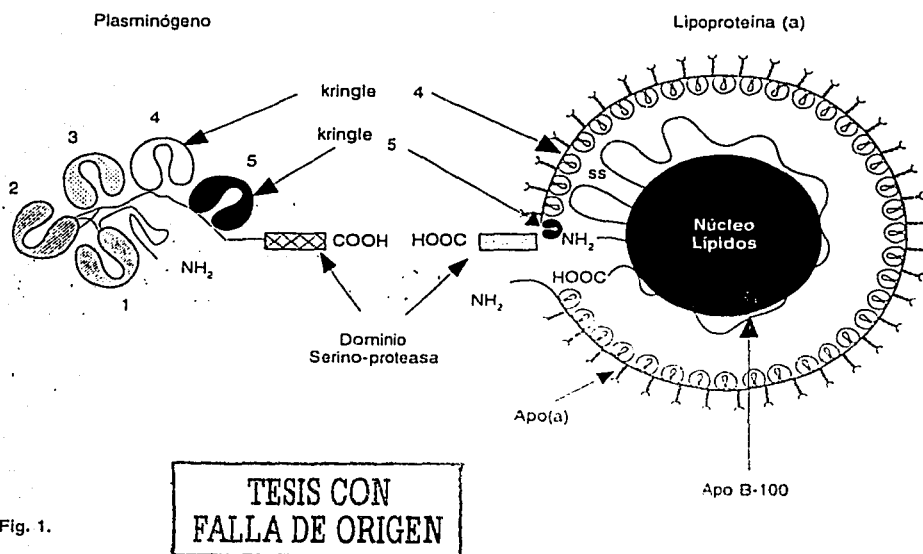 Plasminógeno
Lipoproteína (a)
kringle 4
kringle 5
3
4
5
2
1
NH2
COOH
HOOC
NH2
SS
Núcleo
Lípidos
HOOC
NH2
Dominio
Serino-proteasa
Apo(a)
Apo B-100
Fig. 1.
TESIS CON
FALLA DE ORIGEN